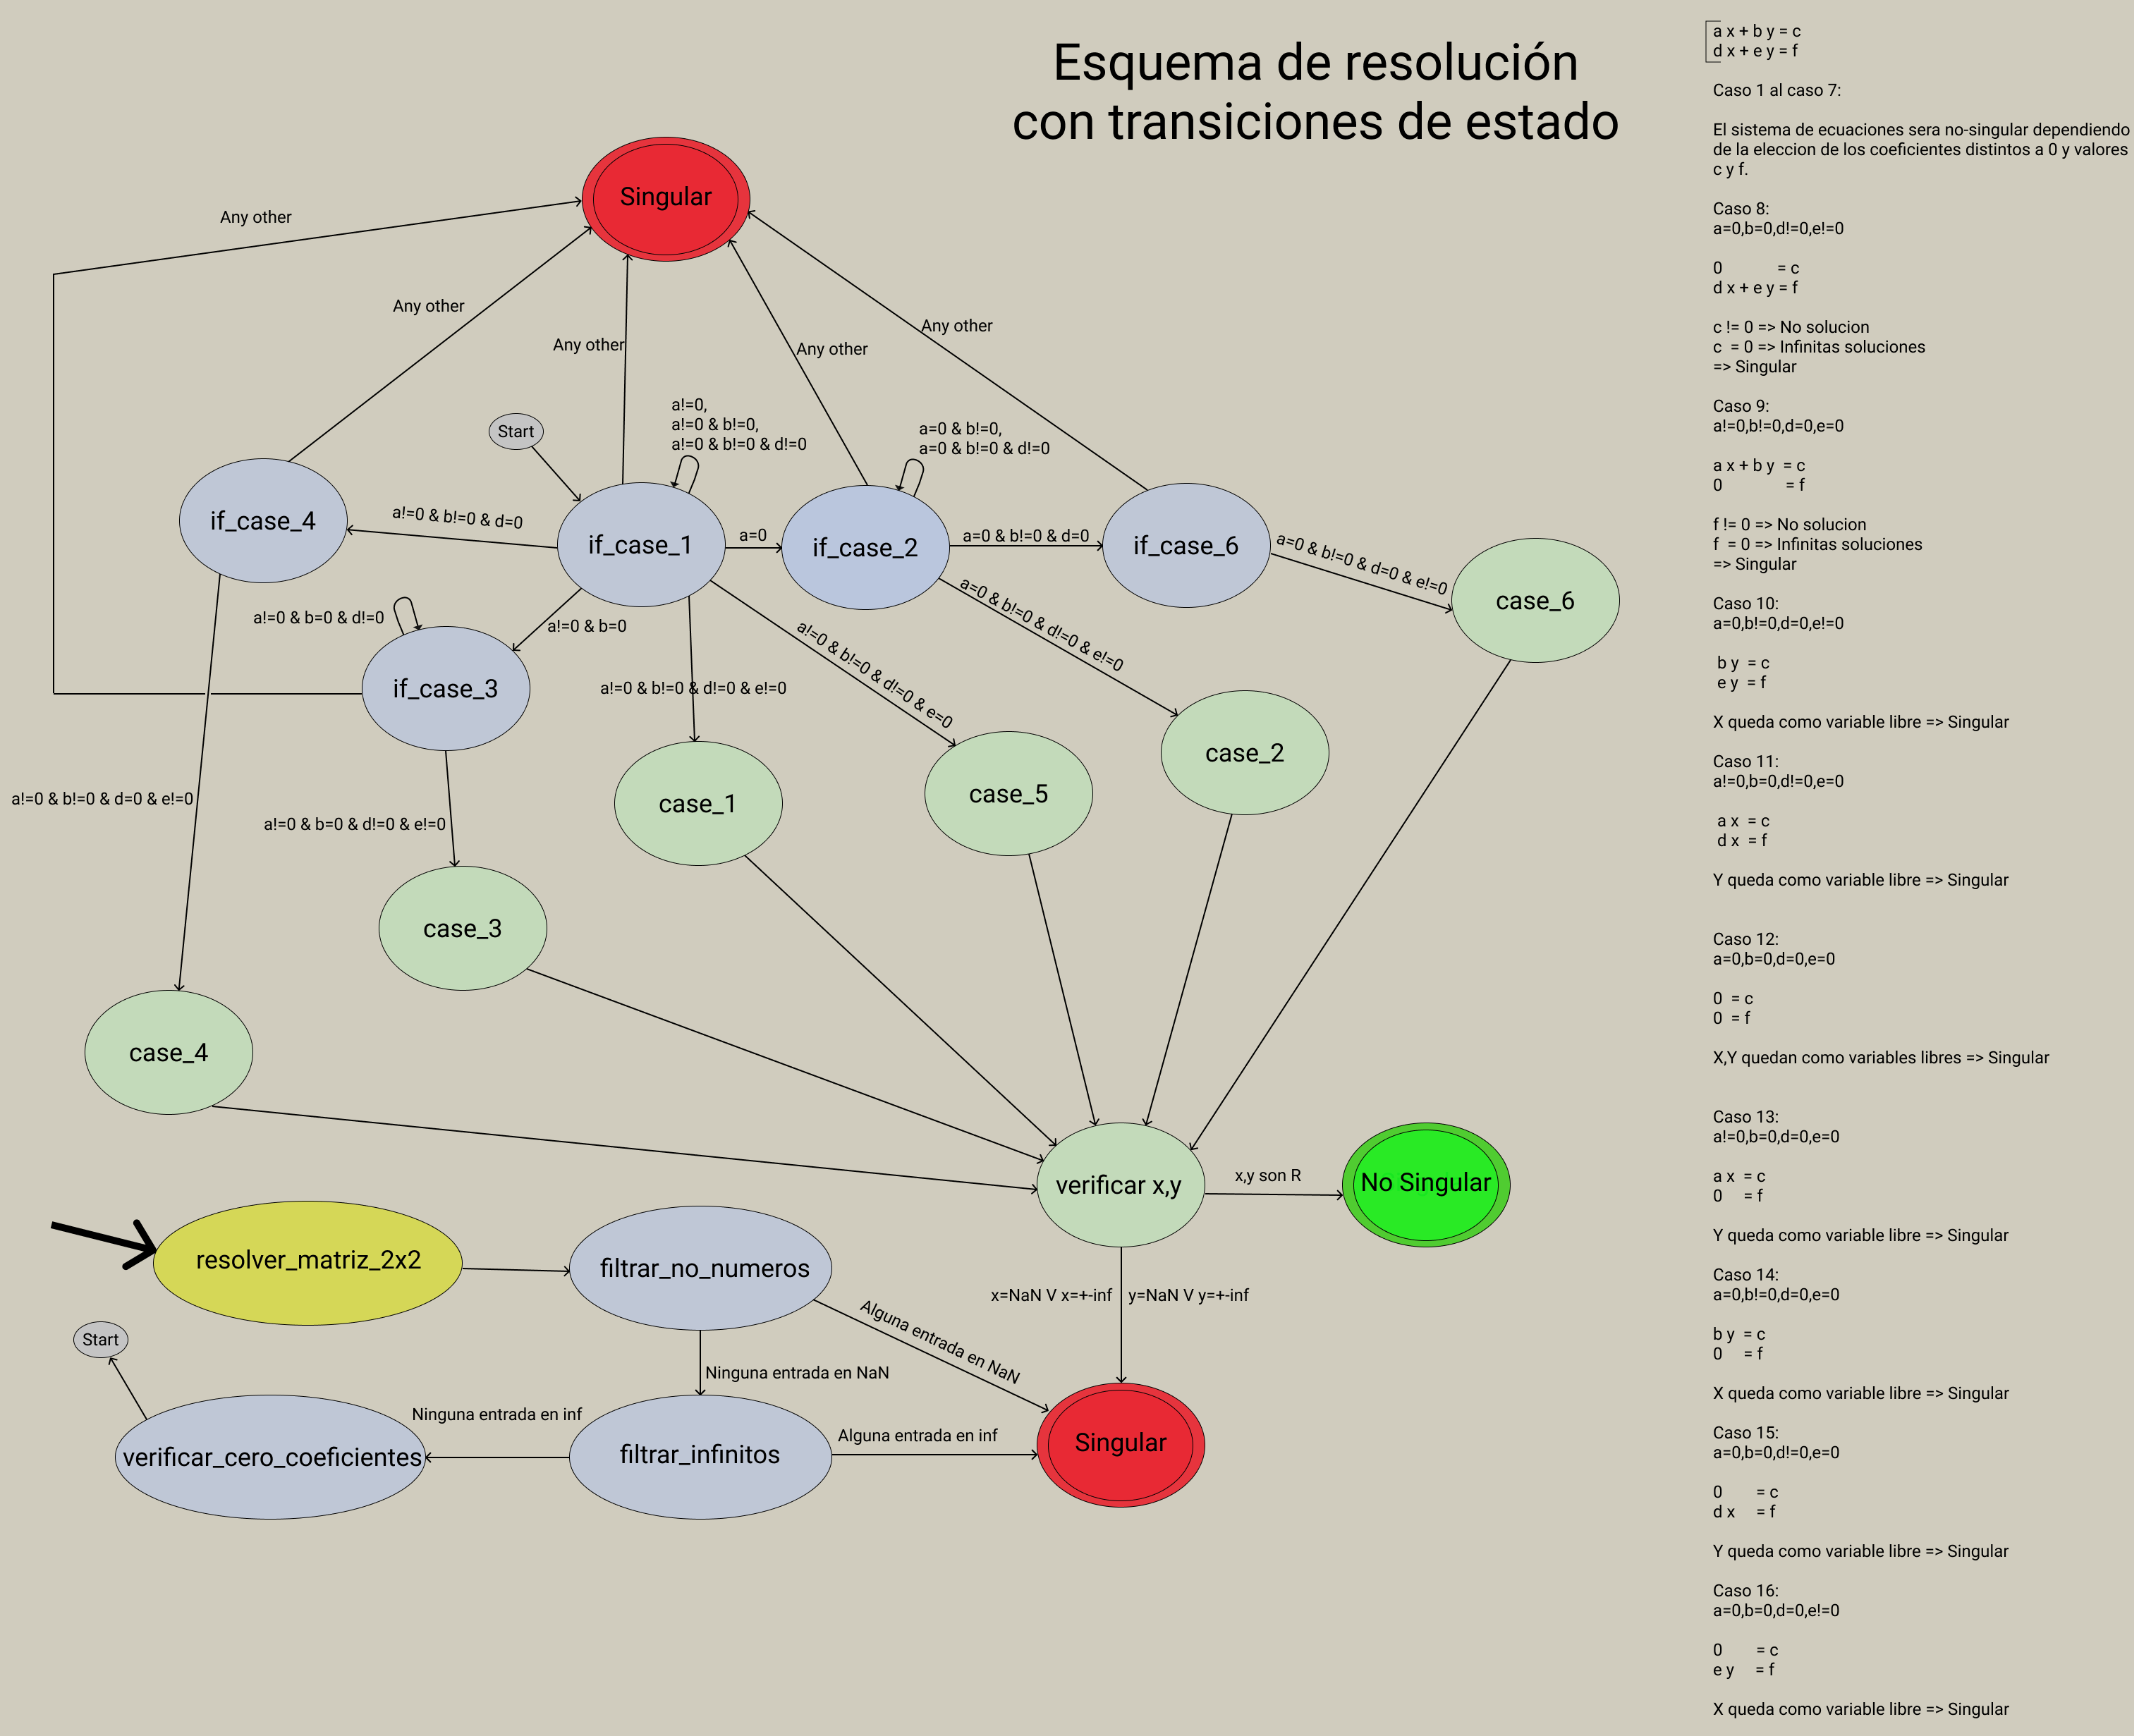 Esquema de resolución
con transiciones de estado
Singular
Any other
Any other
Any other
Any other
Any other
Start
a!=0,
a!=0 & b!=0,
a!=0 & b!=0 & d!=0
a=0 & b!=0,
a=0 & b!=0 & d!=0
if_case_4
a!=0 & b!=0 & d=0
if_case_1
a=0
if_case_2
a=0 & b!=0 & d=0
if_case_6
a=0 & b!=0 & d=0 & e!=0
case_6
a!=0 & b=0 & d!=0
a!=0 & b=0
if_case_3
a!=0 & b!=0 & d!=0 & e!=0
a!=0 & b!=0 & d!=0 & e=0
a=0 & b!=0 & d!=0 & e!=0
case_2
case_1
case_5
a!=0 & b!=0 & d=0 & e!=0
a!=0 & b=0 & d!=0 & e!=0
case_3
case_4
verificar x,y
x,y son R
No Singular
resolver_matriz_2x2
filtrar_no_numeros
x=NaN V x=+-inf
y=NaN V y=+-inf
Alguna entrada en NaN
Ninguna entrada en NaN
Start
Ninguna entrada en inf
Alguna entrada en inf
verificar_cero_coeficientes
filtrar_infinitos
Singular
a x + b y = c
d x + e y = f
Caso 1 al caso 7:
El sistema de ecuaciones sera no-singular dependiendo
de la eleccion de los coeficientes distintos a 0 y valores
c y f.
Caso 8:
a=0,b=0,d!=0,e!=0
0 = c
d x + e y = f
c != 0 => No solucion
c = 0 => Infinitas soluciones
=> Singular
Caso 9:
a!=0,b!=0,d=0,e=0
a x + b y = c
0 = f
f != 0 => No solucion
f = 0 => Infinitas soluciones
=> Singular
Caso 10:
a=0,b!=0,d=0,e!=0
b y = c
e y = f
X queda como variable libre => Singular
Caso 11:
a!=0,b=0,d!=0,e=0
a x = c
d x = f
Y queda como variable libre => Singular
Caso 12:
a=0,b=0,d=0,e=0
0 = c
0 = f
X,Y quedan como variables libres => Singular
Caso 13:
a!=0,b=0,d=0,e=0
a x = c
0 = f
Y queda como variable libre => Singular
Caso 14:
a=0,b!=0,d=0,e=0
b y = c
0 = f
X queda como variable libre => Singular
Caso 15:
a=0,b=0,d!=0,e=0
0 = c
d x = f
Y queda como variable libre => Singular
Caso 16:
a=0,b=0,d=0,e!=0
0 = c
e y = f
X queda como variable libre => Singular